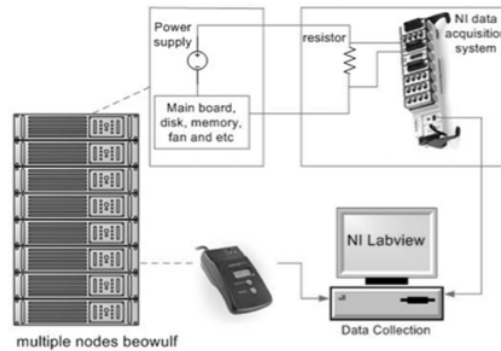 Power
supply
resistor
NI data
acquisition
system
Main board,
disk, memory,
fan and etc
NI Labview
Data Collection
multiple nodes beowulf